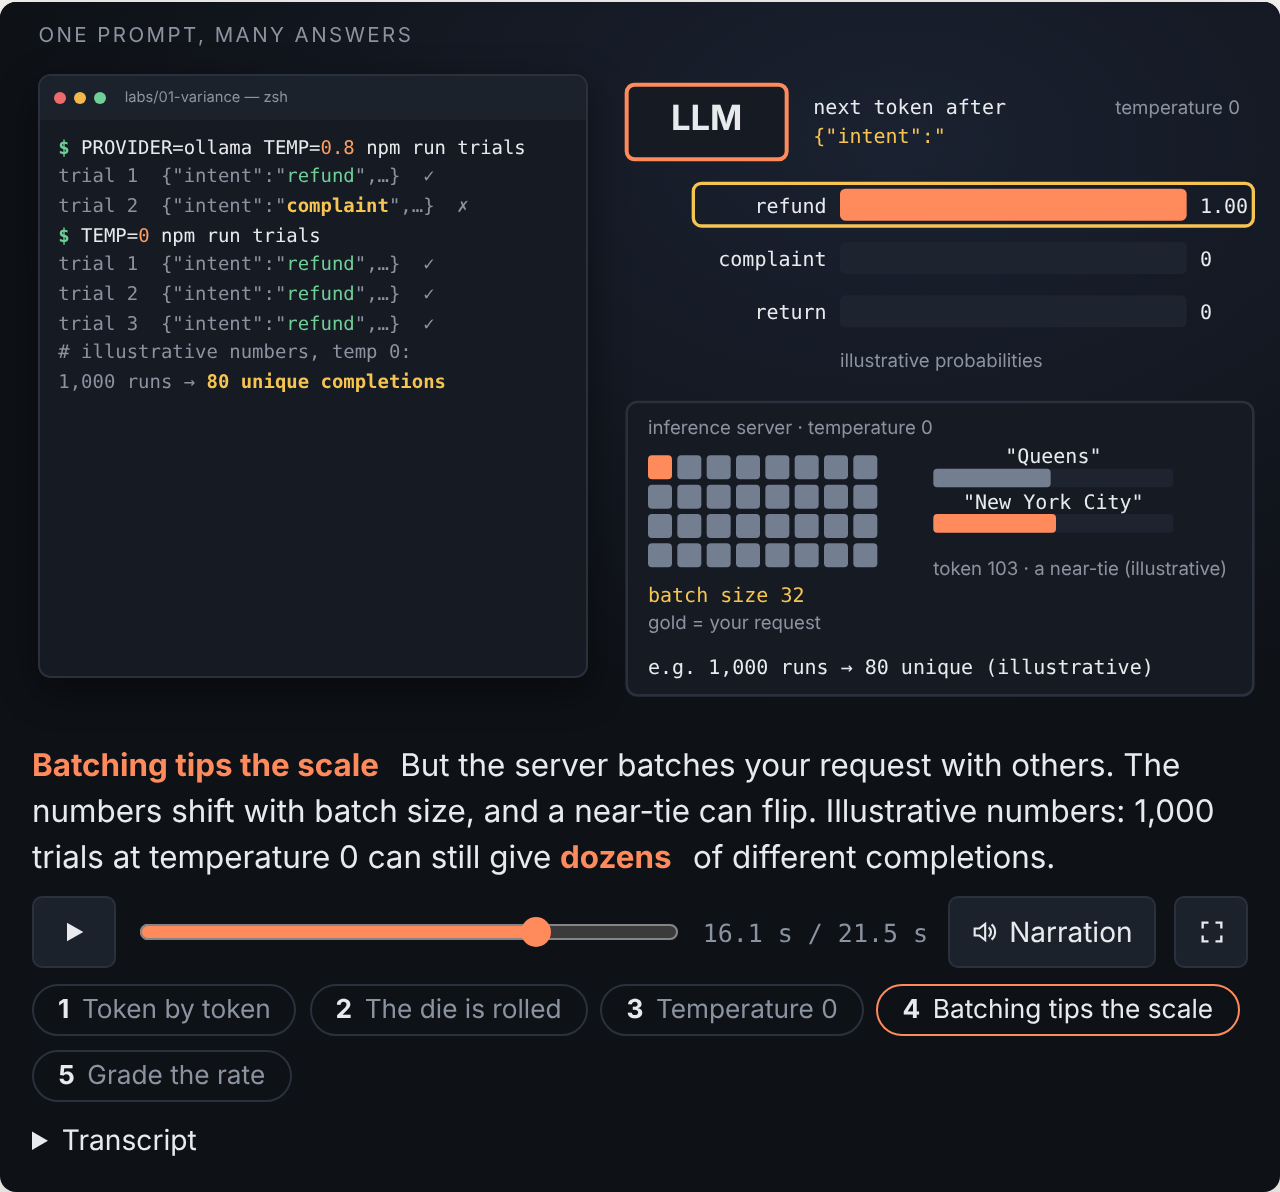 ONE PROMPT, MANY ANSWERS
labs/01-variance — zsh
$ PROVIDER=ollama TEMP=0.8 npm run trials
trial 1  {"intent":"refund",…}  ✓
trial 2  {"intent":"complaint",…}  ✗
$ TEMP=0 npm run trials
trial 1  {"intent":"refund",…}  ✓
trial 2  {"intent":"refund",…}  ✓
trial 3  {"intent":"refund",…}  ✓
# illustrative numbers, temp 0:
1,000 runs → 80 unique completions
LLM
next token after
{"intent":"
temperature 0
refund 1.00
complaint 0
return 0
illustrative probabilities
inference server · temperature 0
"Queens"
"New York City"
token 103 · a near-tie (illustrative)
batch size 32
gold = your request
e.g. 1,000 runs → 80 unique (illustrative)
Batching tips the scale But the server batches your request with others. The
numbers shift with batch size, and a near-tie can flip. Illustrative numbers: 1,000
trials at temperature 0 can still give dozens of different completions.
16.1 s / 21.5 s
Narration
1 Token by token
2 The die is rolled
3 Temperature 0
4 Batching tips the scale
5 Grade the rate
Transcript